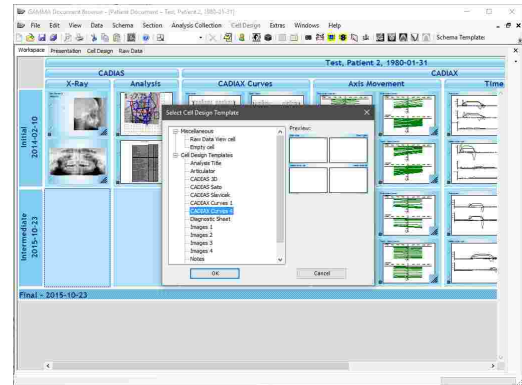 GAMMA Document Browser - [Patient Document - Test, Patient 2, 1980-01-31]
File Edit View Data Schema Section Analysis Collection Cell Design Extras Windows Help
Schema Template:
Workspace Presentation Cell Design Raw Data
Test, Patient 2, 1980-01-31
CADIAS CADIAX
X-Ray Analysis CADIAX Curves Axis Movement Time
Initial
2014-02-10
Select Cell Design Template
Miscellaneous
Raw Data View cell
Empty cell
Cell Design Templates
Analysis Title
Articulator
CADIAS 3D
CADIAS Sato
CADIAS Slavicek
CADIAX Curves 1
CADIAX Curves 4
Diagnostic Sheet
Images 1
Images 2
Images 3
Images 4
Notes
Preview:
OK Cancel
Intermediate
2015-10-23
Final - 2015-10-23